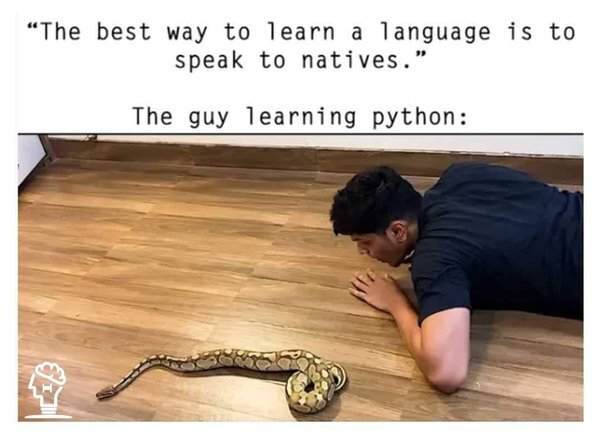 “The best way to learn a language is to
speak to natives.”
The guy learning python:
H